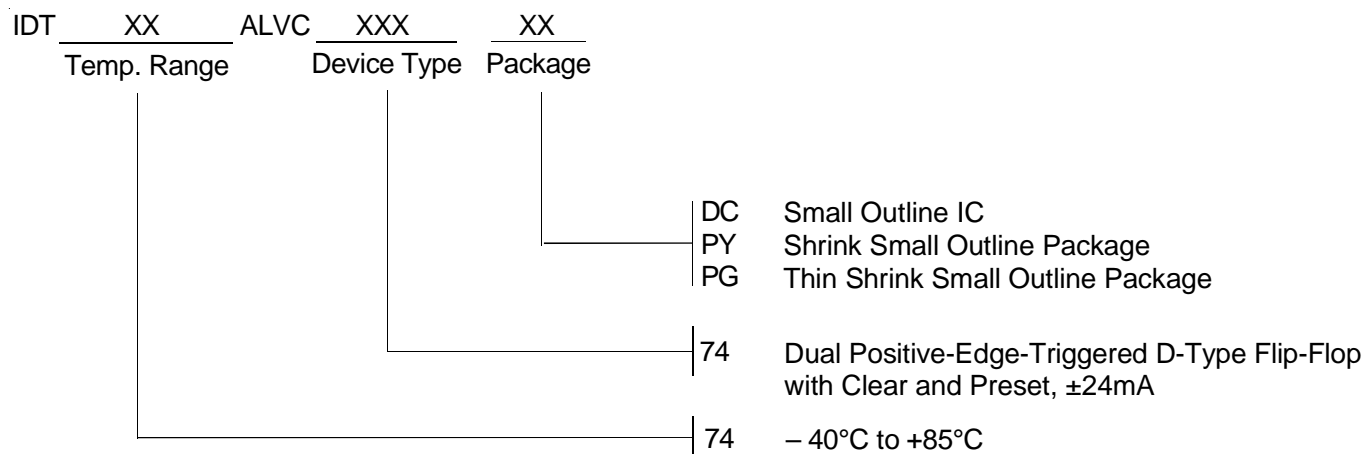 IDT XX ALVC XXX XX
Temp. Range Device Type Package
DC Small Outline IC
PY Shrink Small Outline Package
PG Thin Shrink Small Outline Package
74 Dual Positive-Edge-Triggered D-Type Flip-Flop
with Clear and Preset, ±24mA
74 – 40°C to +85°C